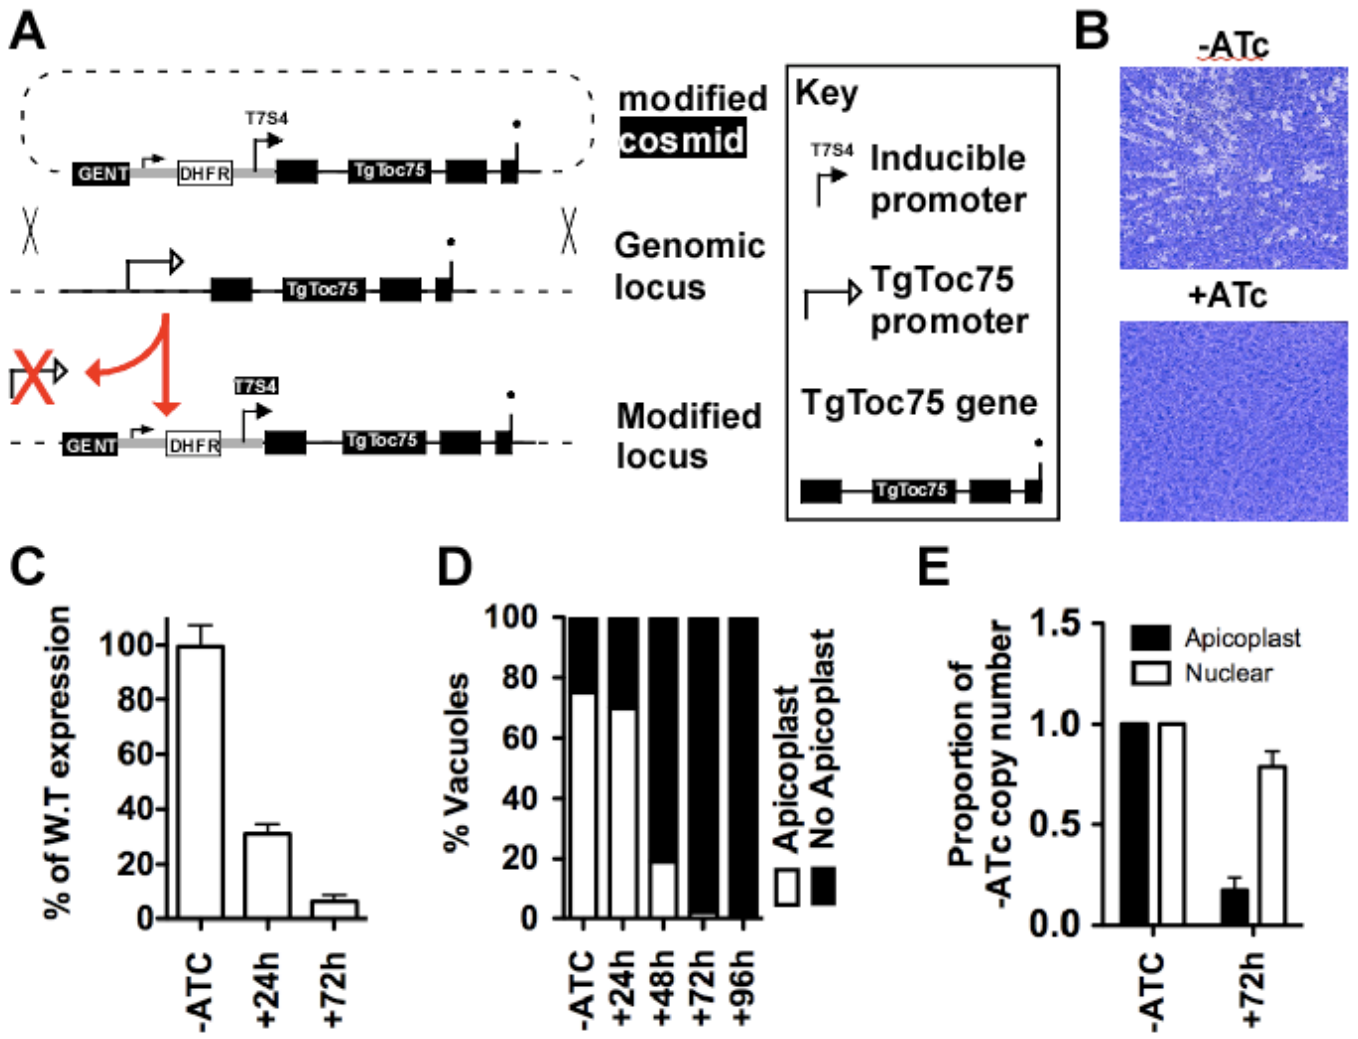 A
T7S4
GENT
DHFR
TgToc75
modified
cosmid
TgToc75
Genomic
locus
T7S4
GENT
DHFR
TgToc75
Modified
locus
Key
T7S4
Inducible
promoter
TgToc75
promoter
TgToc75 gene
TgToc75
B
-ATc
+ATc
C
% of W.T expression
100
80
60
40
20
0
-ATC
+24h
+72h
D
% Vacuoles
100
80
60
40
20
0
-ATC
+24h
+48h
+72h
+96h
Apicoplast
No Apicoplast
E
Proportion of
-ATc copy number
1.5
1.0
0.5
0.0
Apicoplast
Nuclear
-ATC
+72h